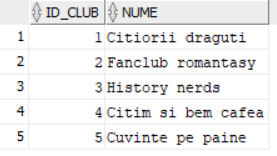 ID_CLUB NUME
1 1 Citiorii draguti
2 2 Fanclub romantasy
3 3 History nerds
4 4 Citim si bem cafea
5 5 Cuvinte pe paine